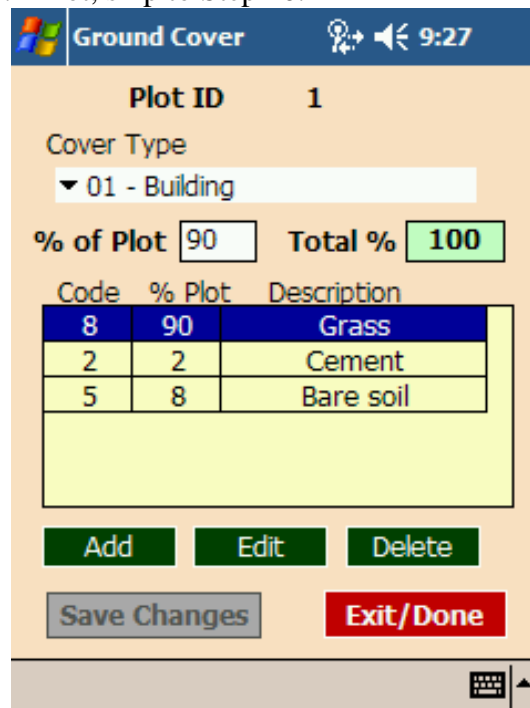 Ground Cover 9:27
Plot ID 1
Cover Type
01 - Building
% of Plot 90 Total % 100
Code % Plot Description
8 90 Grass
2 2 Cement
5 8 Bare soil
Add Edit Delete
Save Changes Exit/Done